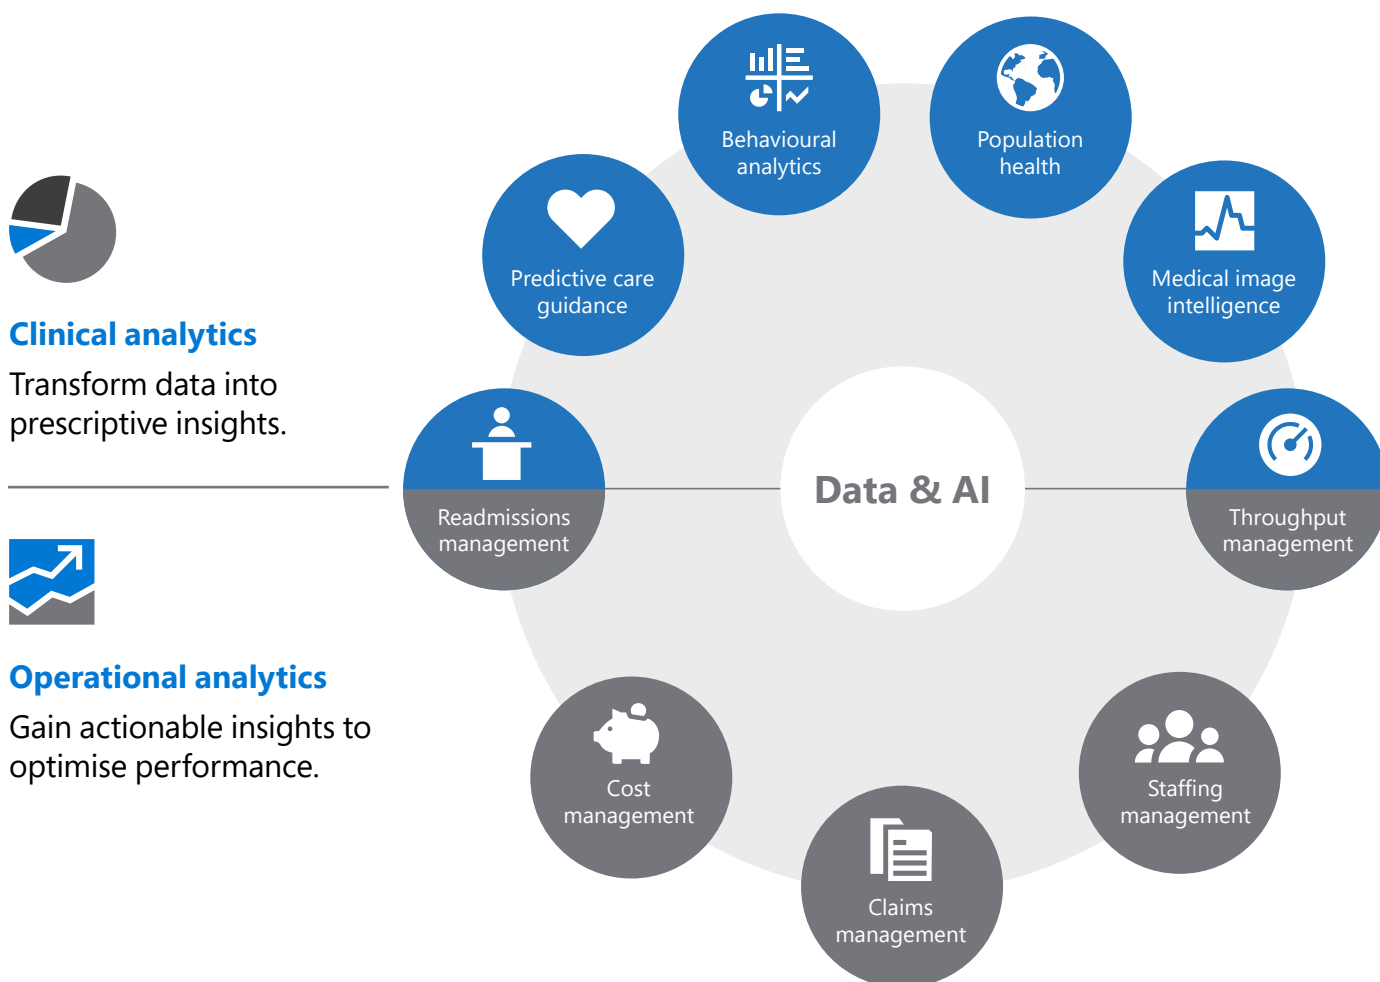 Behavioural
analytics
Population
health
Predictive care
guidance
Medical image
intelligence
Clinical analytics
Transform data into
prescriptive insights.
Data & AI
Readmissions
management
Throughput
management
Operational analytics
Gain actionable insights to
optimise performance.
Cost
management
Staffing
management
Claims
management